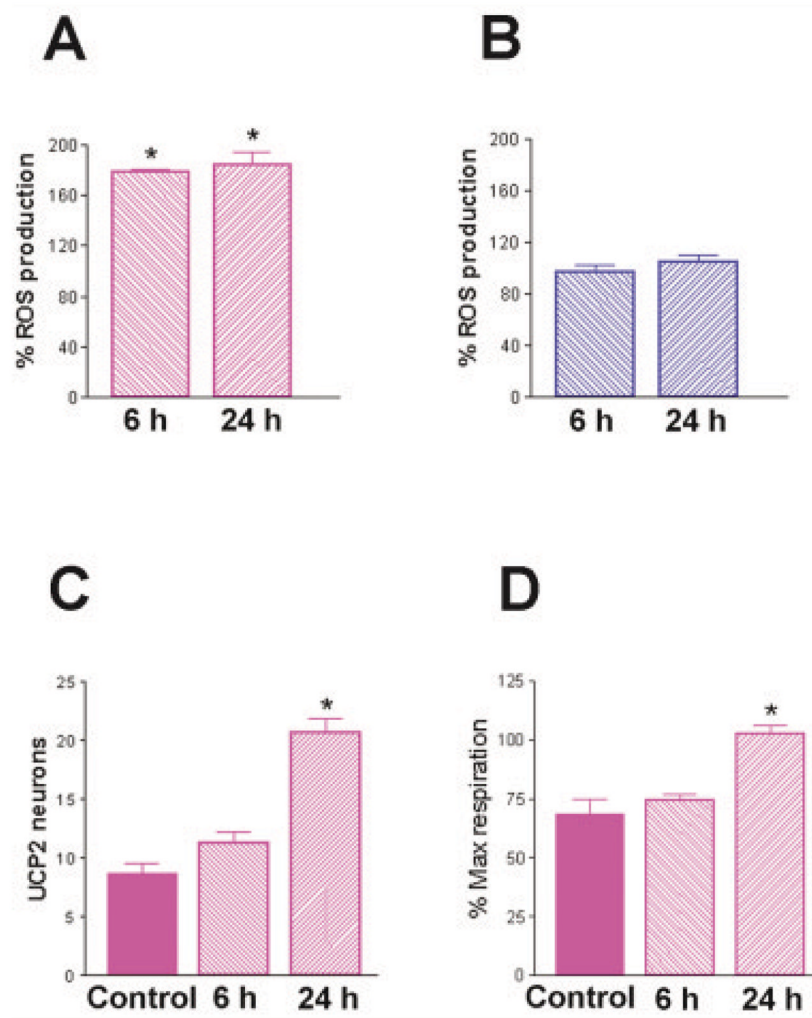 A
B
% ROS production
200
160
120
80
40
0
*
*
6 h
24 h
% ROS production
200
160
120
80
40
0
6 h
24 h
C
D
UCP2 neurons
25
20
15
10
5
0
*
Control
6 h
24 h
% Max respiration
125
100
75
50
25
0
*
Control
6 h
24 h